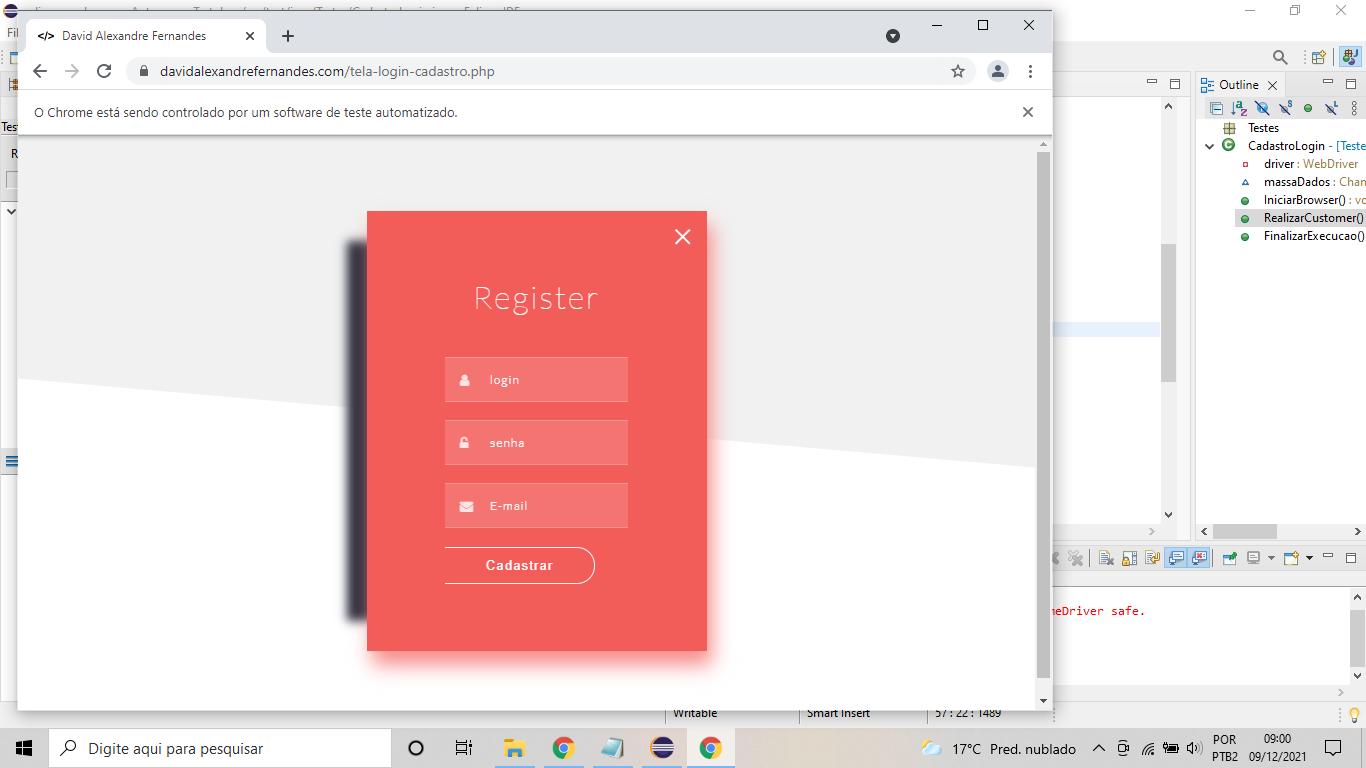 David Alexandre Fernandes
davidalexandrefernandes.com/tela-login-cadastro.php
O Chrome está sendo controlado por um software de teste automatizado.
Register
login
senha
E-mail
Cadastrar
Outline
Testes
CadastroLogin - [Teste
driver : WebDriver
massaDados : Chan
IniciarBrowser() : vo
RealizarCustomer()
FinalizarExecucao()
meDriver safe.
Writable
Smart Insert
57 : 22 : 1489
Digite aqui para pesquisar
17°C Pred. nublado
POR
PTB2
09:00
09/12/2021